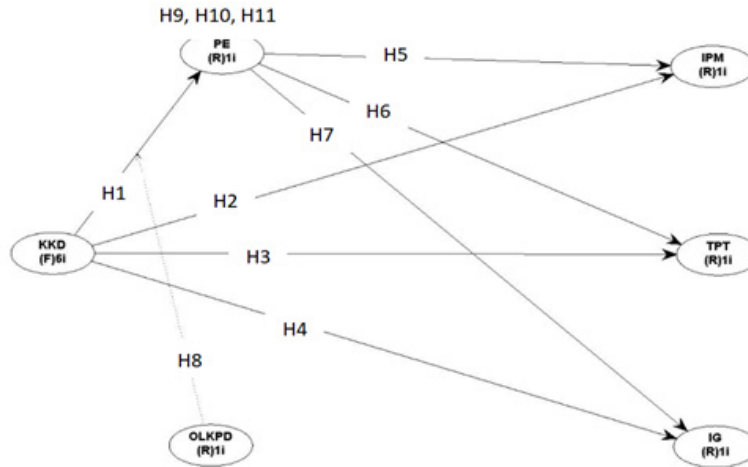 H9, H10, H11
PE
(R)1i
H5
IPM
(R)1i
H6
H7
H1
H2
KKD
(F)6i
H3
TPT
(R)1i
H4
H8
OLKPD
(R)1i
IG
(R)1i